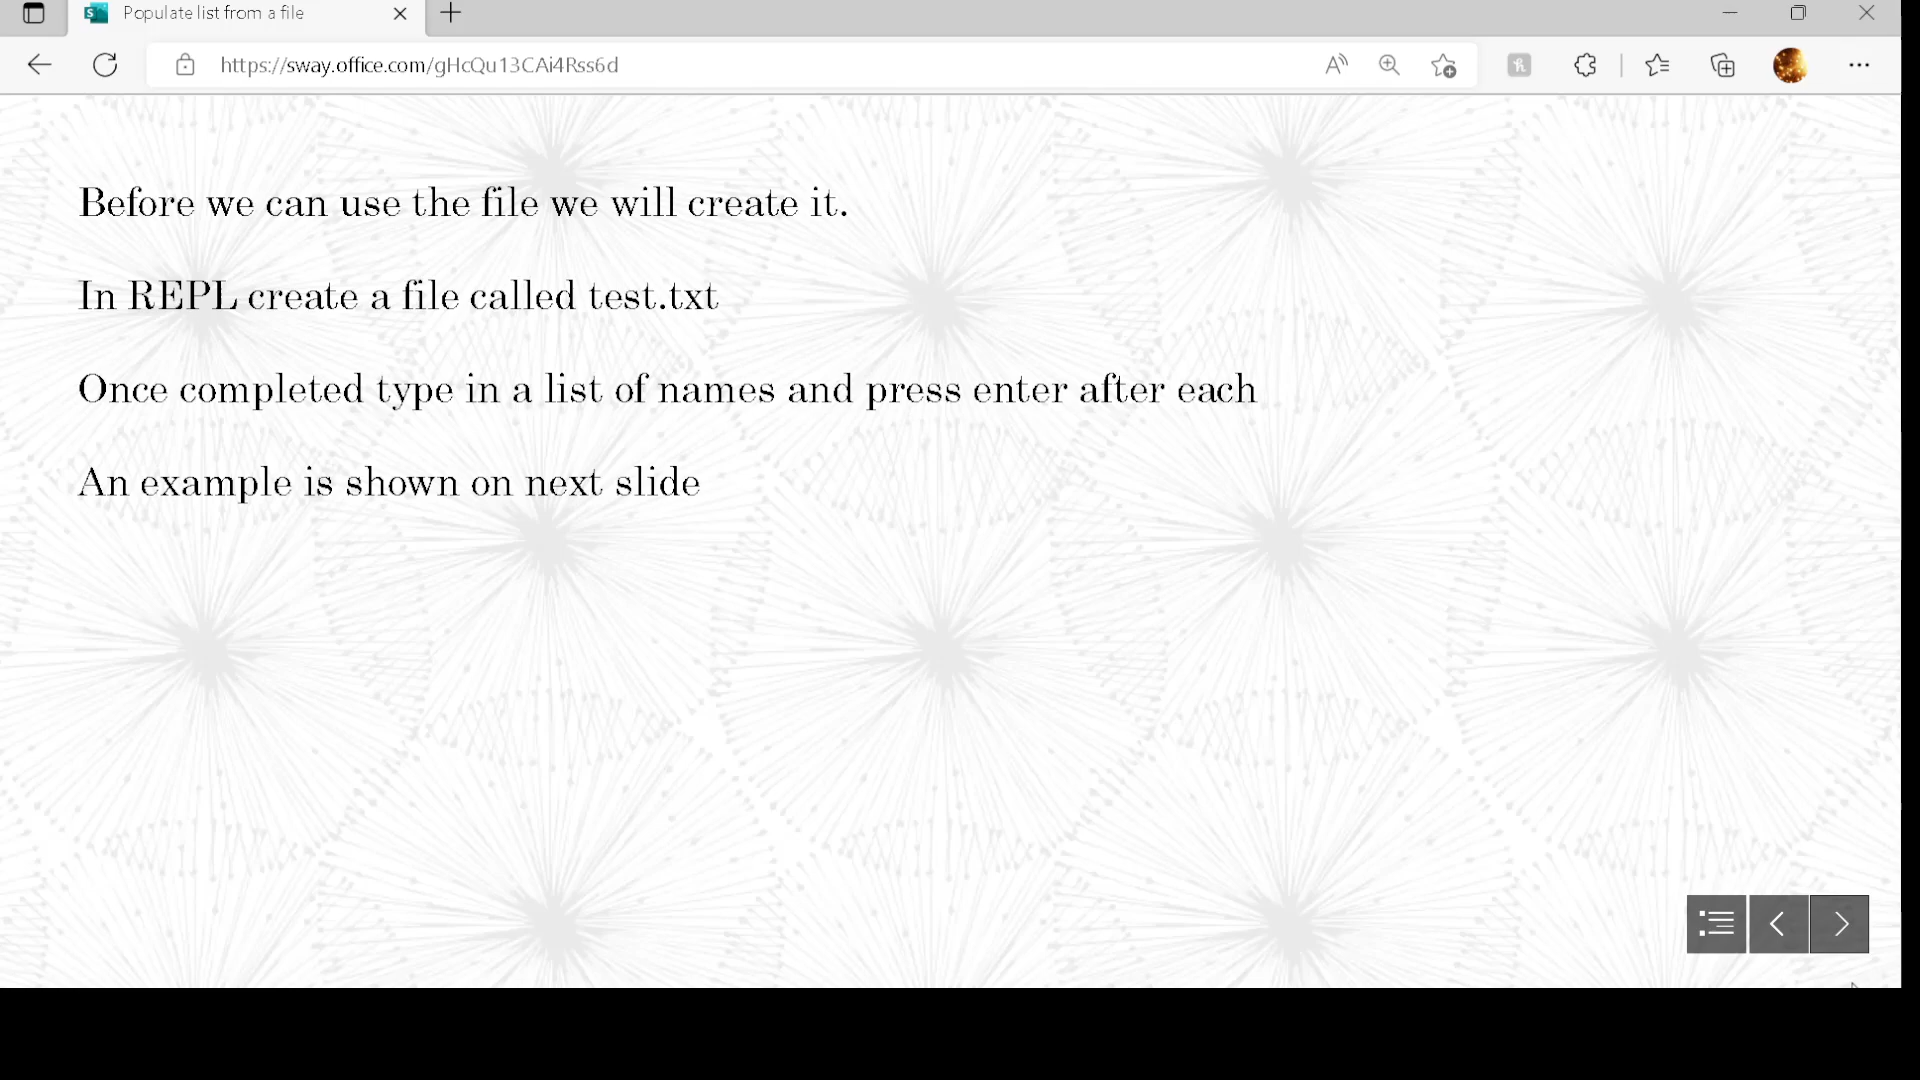 Populate list from a file
https://sway.office.com/gHcQu13CAi4Rss6d
Before we can use the file we will create it.
In REPL create a file called test.txt
Once completed type in a list of names and press enter after each
An example is shown on next slide